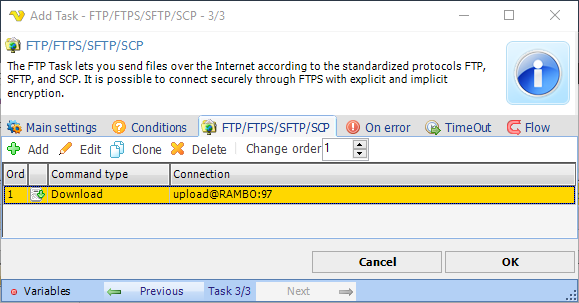 Add Task - FTP/FTPS/SFTP/SCP - 3/3
FTP/FTPS/SFTP/SCP
The FTP Task lets you send files over the Internet according to the standardized protocols FTP,
SFTP, and SCP. It is possible to connect securely through FTPS with explicit and implicit
encryption.
Main settings Conditions FTP/FTPS/SFTP/SCP On error TimeOut Flow
Add Edit Clone Delete Change order 1
Ord Command type Connection
1 Download upload@RAMBO:97
Cancel OK
Variables Previous Task 3/3 Next